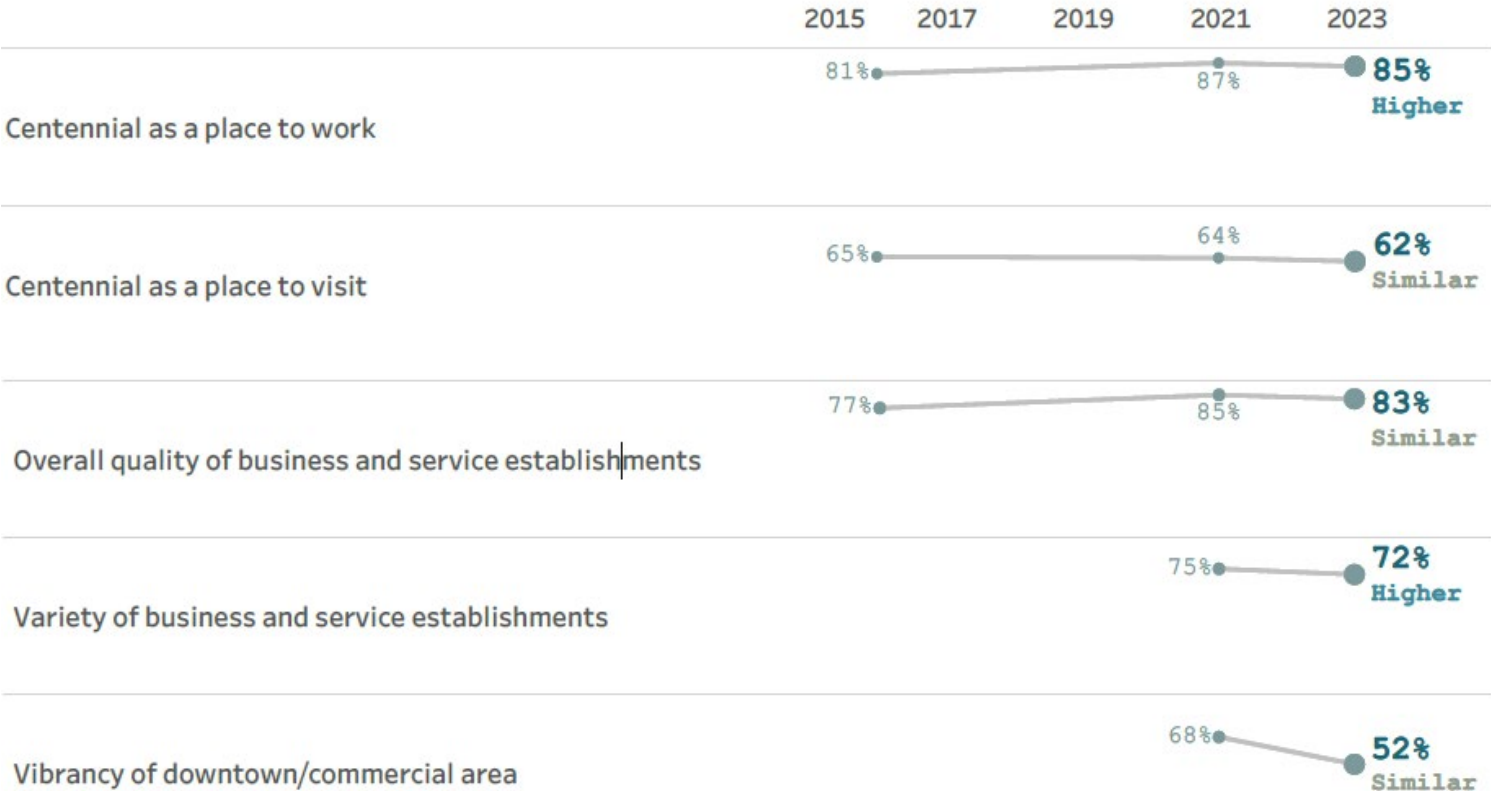 2015 2017 2019 2021 2023
81% 87% 85%
Higher
Centennial as a place to work
65% 64% 62%
Similar
Centennial as a place to visit
77% 85% 83%
Similar
Overall quality of business and service establishments
75% 72%
Higher
Variety of business and service establishments
68% 52%
Similar
Vibrancy of downtown/commercial area